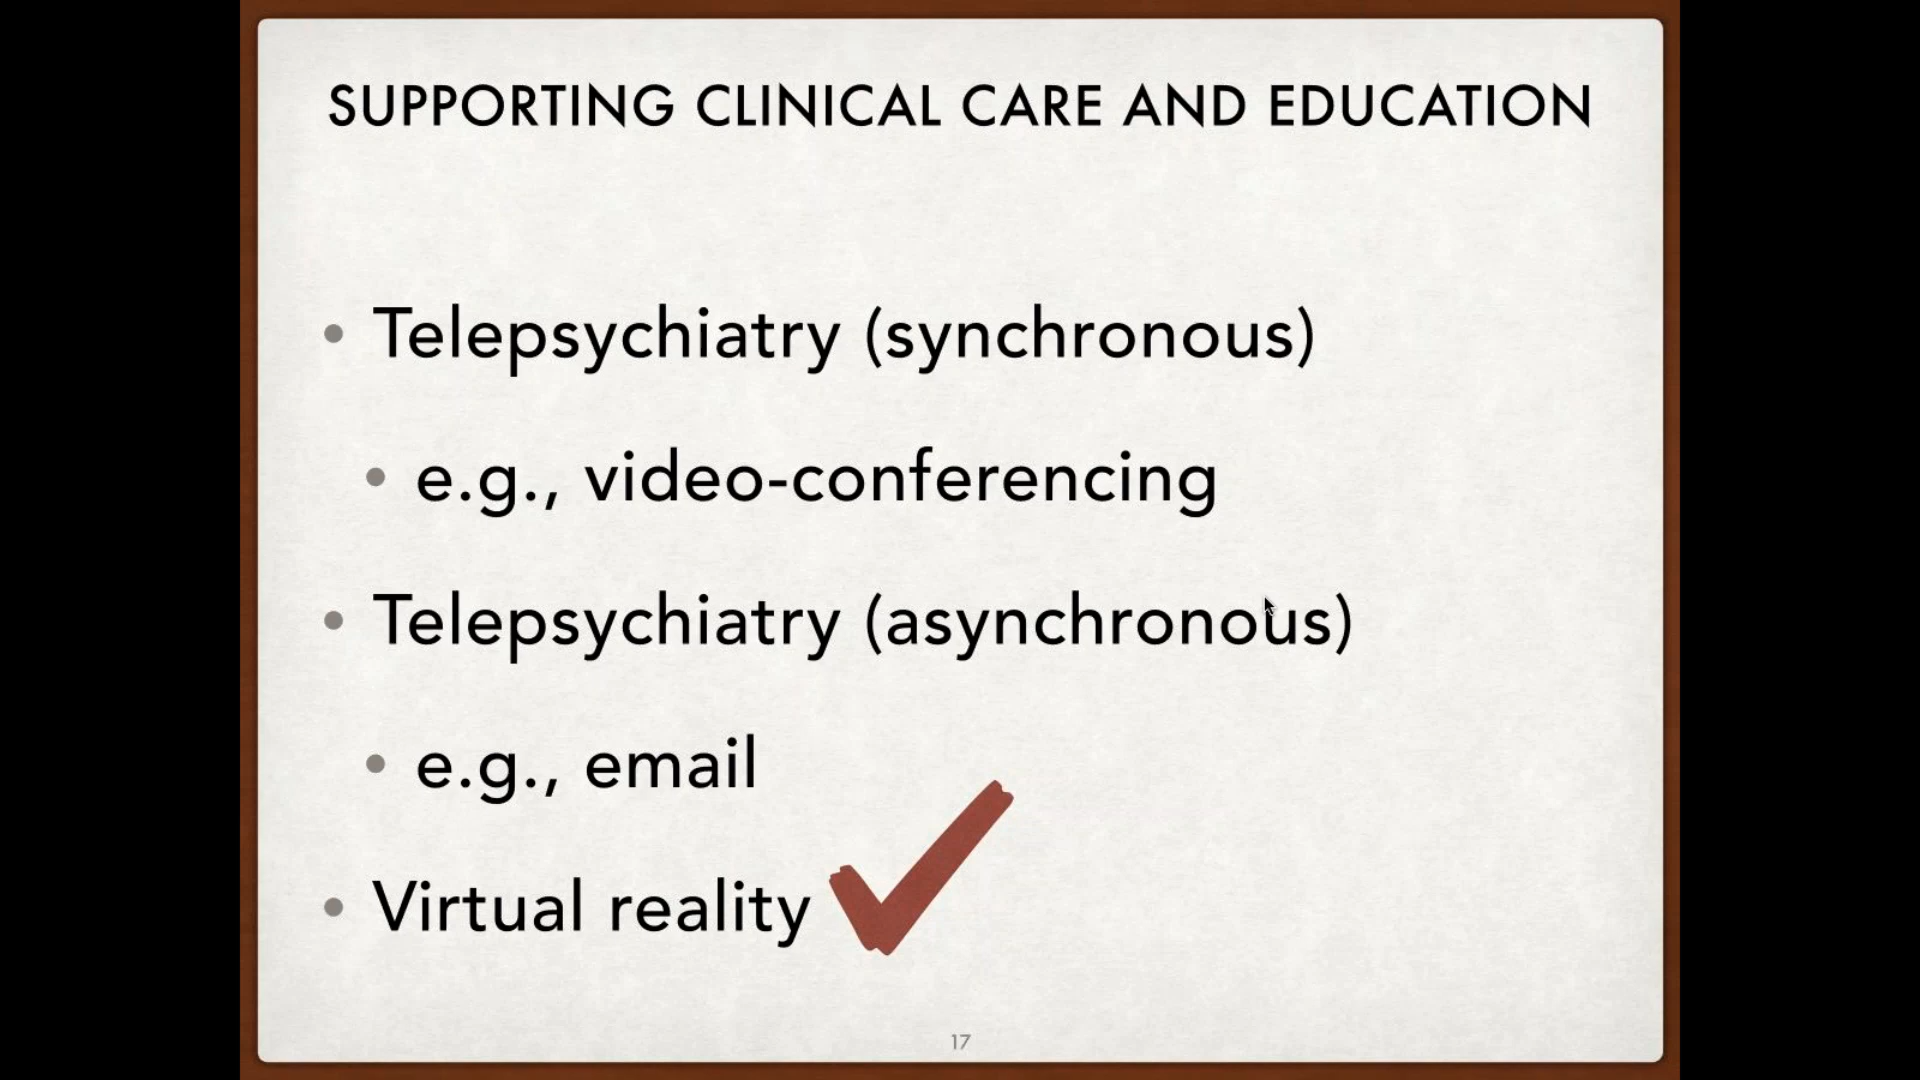 SUPPORTING CLINICAL CARE AND EDUCATION
• Telepsychiatry (synchronous)
• e.g., video-conferencing
• Telepsychiatry (asynchronous)
• e.g., email
• Virtual reality
17